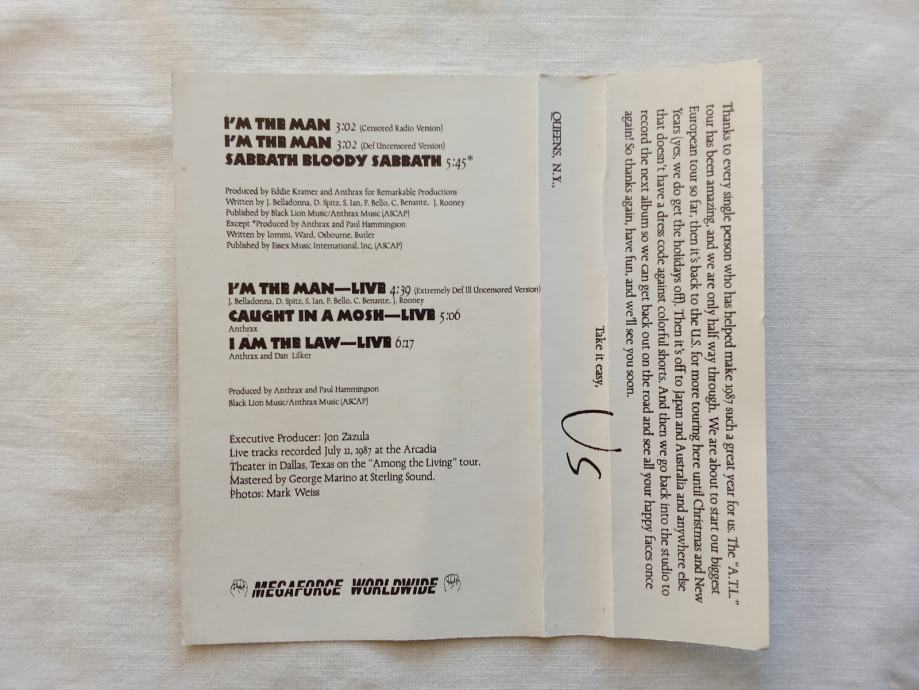 I'M THE MAN 3:02 (Censored Radio Version)
I'M THE MAN 3:02 (Def Uncensored Version)
SABBATH BLOODY SABBATH 5:45*
Produced by Eddie Kramer and Anthrax for Remarkable Productions
Written by J. Belladonna, D. Spitz, S. Ian, F. Bello, C. Benante, J. Rooney
Published by Black Lion Music/Anthrax Music (ASCAP)
Except *Produced by Anthrax and Paul Hammingson
Written by Iommi, Ward, Osbourne, Butler
Published by Essex Music International, Inc. (ASCAP)
I'M THE MAN—LIVE 4:39 (Extremely Def Ill Uncensored Version)
J. Belladonna, D. Spitz, S. Ian, F. Bello, C. Benante, J. Rooney
CAUGHT IN A MOSH—LIVE 5:06
Anthrax
I AM THE LAW—LIVE 6:17
Anthrax and Dan Lilker
Produced by Anthrax and Paul Hammingson
Black Lion Music/Anthrax Music (ASCAP)
Executive Producer: Jon Zazula
Live tracks recorded July 11, 1987 at the Arcadia
Theater in Dallas, Texas on the "Among the Living" tour.
Mastered by George Marino at Sterling Sound.
Photos: Mark Weiss
MEGAFORCE WORLDWIDE
Thanks to every single person who has helped make 1987 such a great year for us. The "A.T.L."
tour has been amazing, and we are only half way through. We are about to start our biggest
European tour so far, then it's back to the U.S. for more touring here until Christmas and New
Years (yes, we do get the holidays off). Then it's off to Japan and Australia and anywhere else
that doesn't have a dress code against colorful shorts. And then we go back into the studio to
record the next album so we can get back out on the road and see all your happy faces once
again! So thanks again, have fun, and we'll see you soon.
Take it easy,
Us
QUEENS, N.Y.,